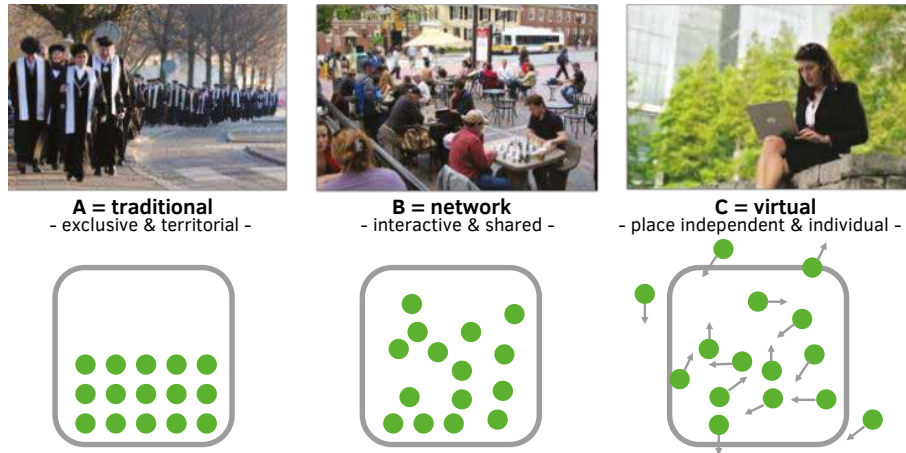 A = traditional
- exclusive & territorial -
B = network
- interactive & shared -
C = virtual
- place independent & individual -